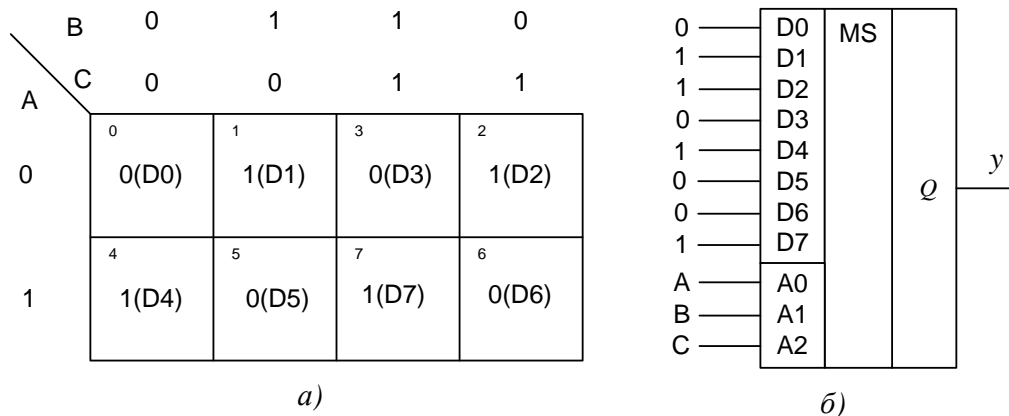 B 0 1 1 0
C 0 0 1 1
A
0 1 3 2
0 0(D0) 1(D1) 0(D3) 1(D2)
4 5 7 6
1 1(D4) 0(D5) 1(D7) 0(D6)
а)
0 D0 MS
1 D1
1 D2
0 D3
1 D4
0 D5 Q y
0 D6
1 D7
A A0
B A1
C A2
б)